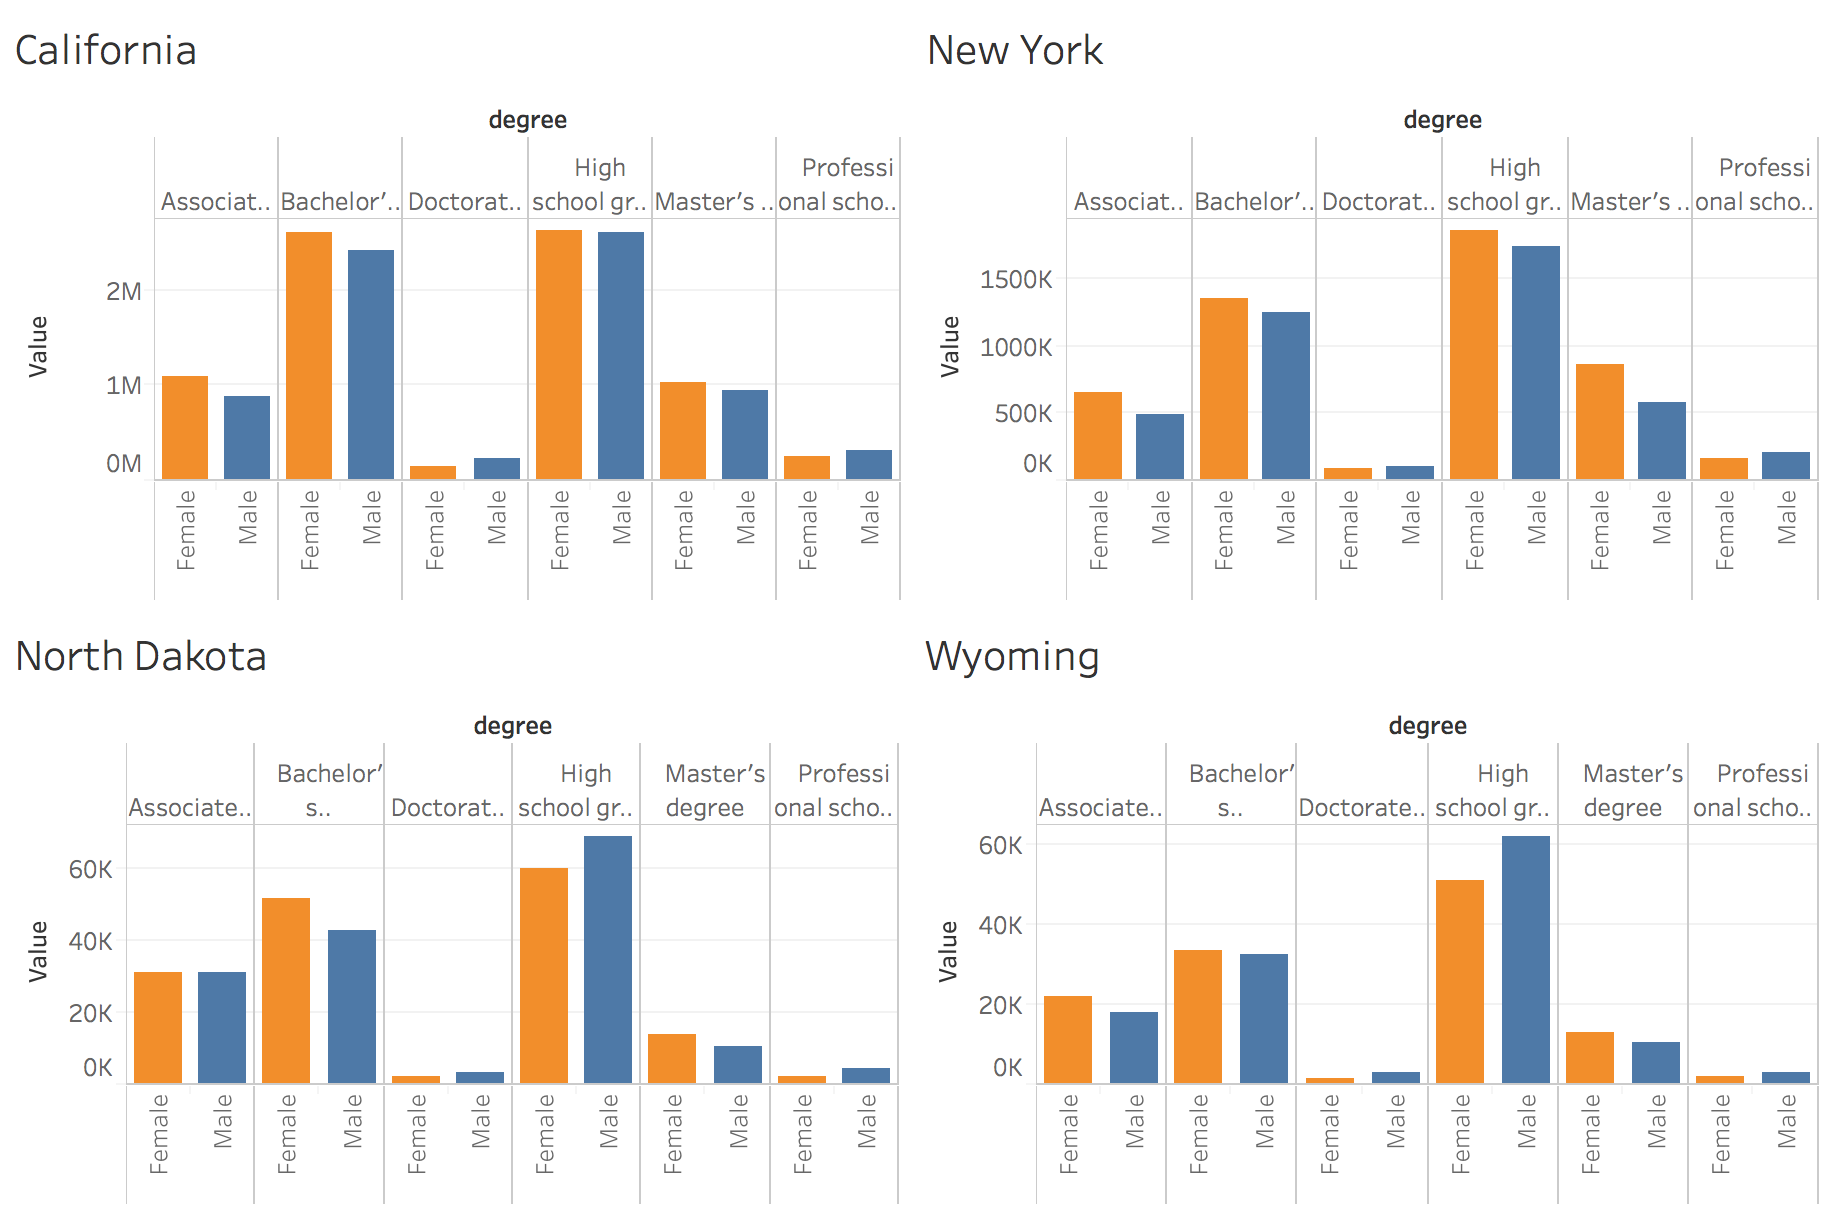 California
degree
Associat..
Bachelor’..
Doctorat..
High
school gr..
Master’s ..
Professi
onal scho..
Value
2M
1M
0M
Female
Male
Female
Male
Female
Male
Female
Male
Female
Male
Female
Male
New York
degree
Associat..
Bachelor’..
Doctorat..
High
school gr..
Master’s ..
Professi
onal scho..
Value
1500K
1000K
500K
0K
Female
Male
Female
Male
Female
Male
Female
Male
Female
Male
Female
Male
North Dakota
degree
Associate..
Bachelor’
s..
Doctorat..
High
school gr..
Master’s
degree
Professi
onal scho..
Value
60K
40K
20K
0K
Female
Male
Female
Male
Female
Male
Female
Male
Female
Male
Female
Male
Wyoming
degree
Associate..
Bachelor’
s..
Doctorate..
High
school gr..
Master’s
degree
Professi
onal scho..
Value
60K
40K
20K
0K
Female
Male
Female
Male
Female
Male
Female
Male
Female
Male
Female
Male